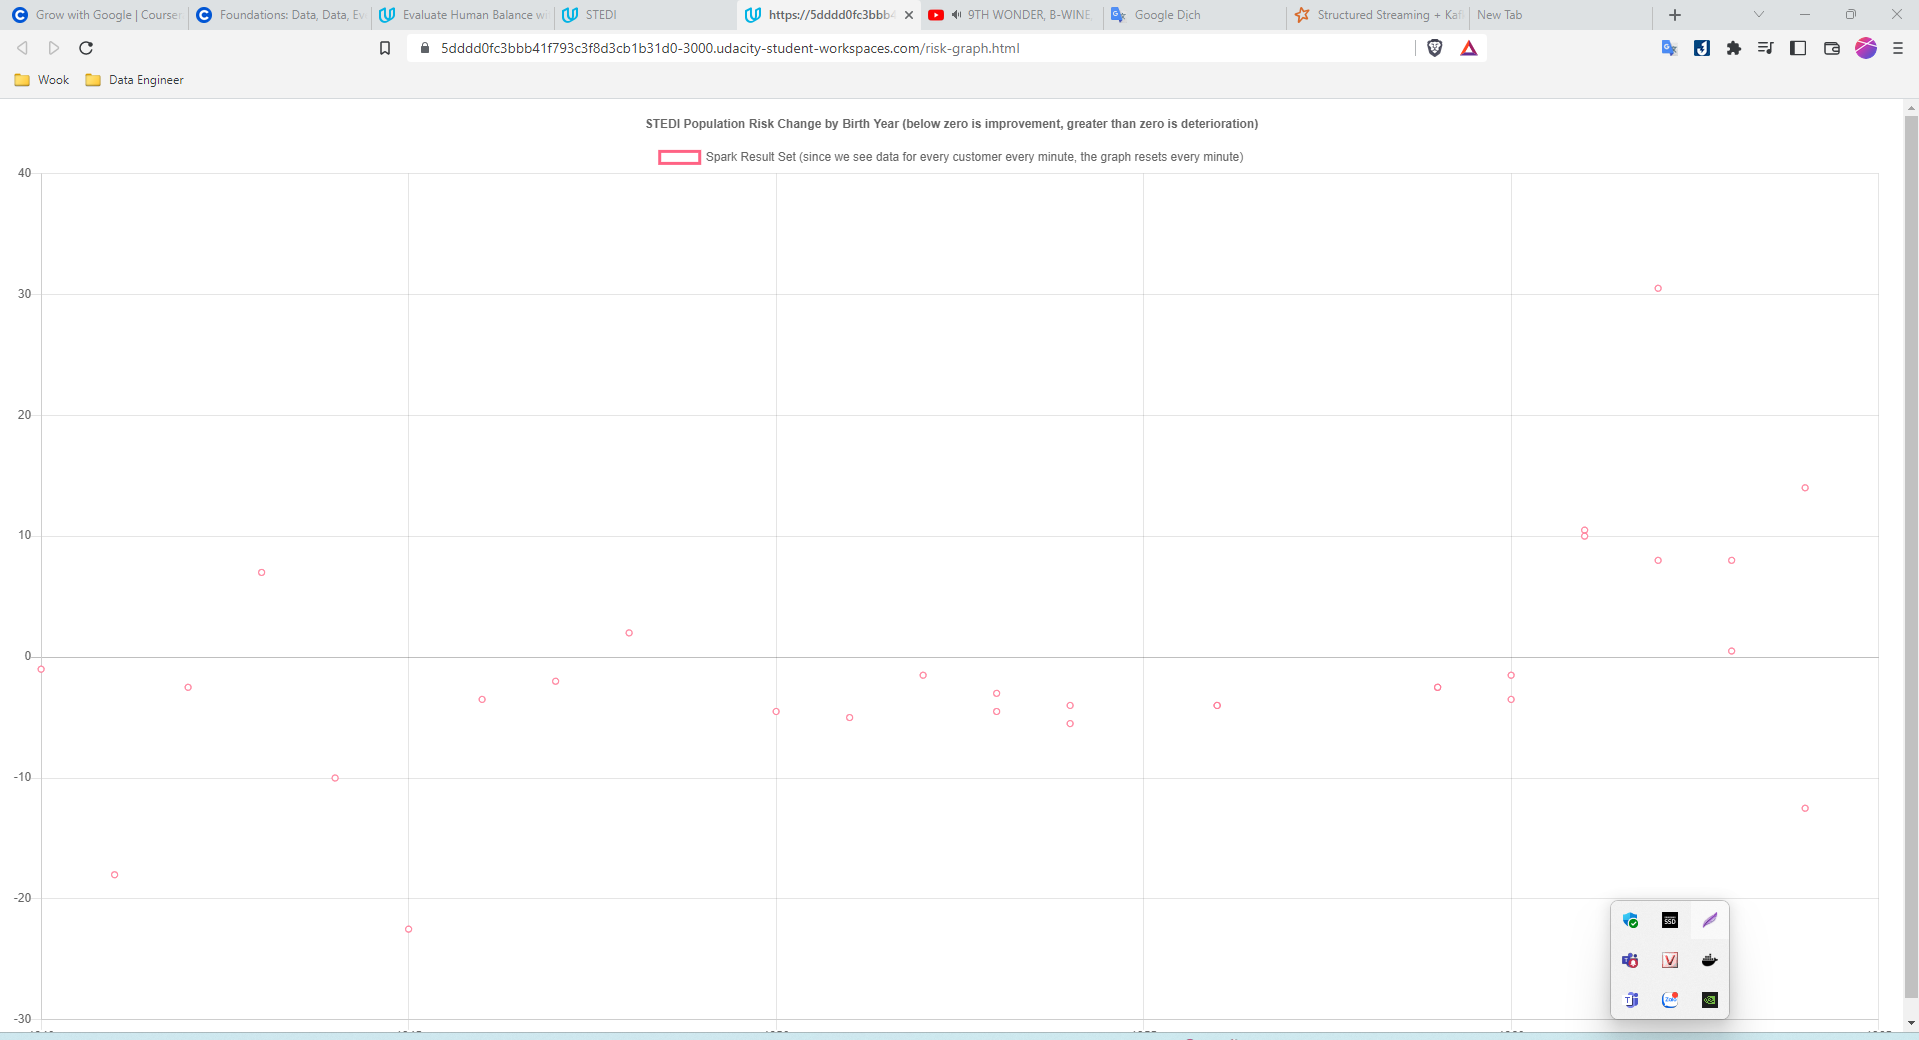 Grow with Google | Courser
Foundations: Data, Data, Ev
Evaluate Human Balance wi
STEDI
https://5dddd0fc3bbb4
9TH WONDER, B-WINE,
Google Dịch
Structured Streaming + Kaf
New Tab
5dddd0fc3bbb41f793c3f8d3cb1b31d0-3000.udacity-student-workspaces.com/risk-graph.html
Wook
Data Engineer
STEDI Population Risk Change by Birth Year (below zero is improvement, greater than zero is deterioration)
Spark Result Set (since we see data for every customer every minute, the graph resets every minute)
40
30
20
10
0
-10
-20
-30
SSD
Zalo